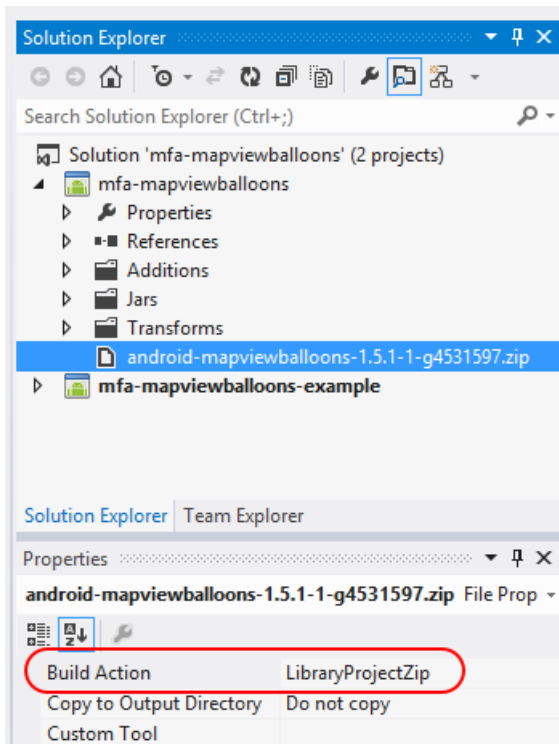 Solution Explorer
Search Solution Explorer (Ctrl+;)
Solution 'mfa-mapviewballoons' (2 projects)
mfa-mapviewballoons
Properties
References
Additions
Jars
Transforms
android-mapviewballoons-1.5.1-1-g4531597.zip
mfa-mapviewballoons-example
Solution Explorer Team Explorer
Properties
android-mapviewballoons-1.5.1-1-g4531597.zip File Prop
Build Action LibraryProjectZip
Copy to Output Directory Do not copy
Custom Tool